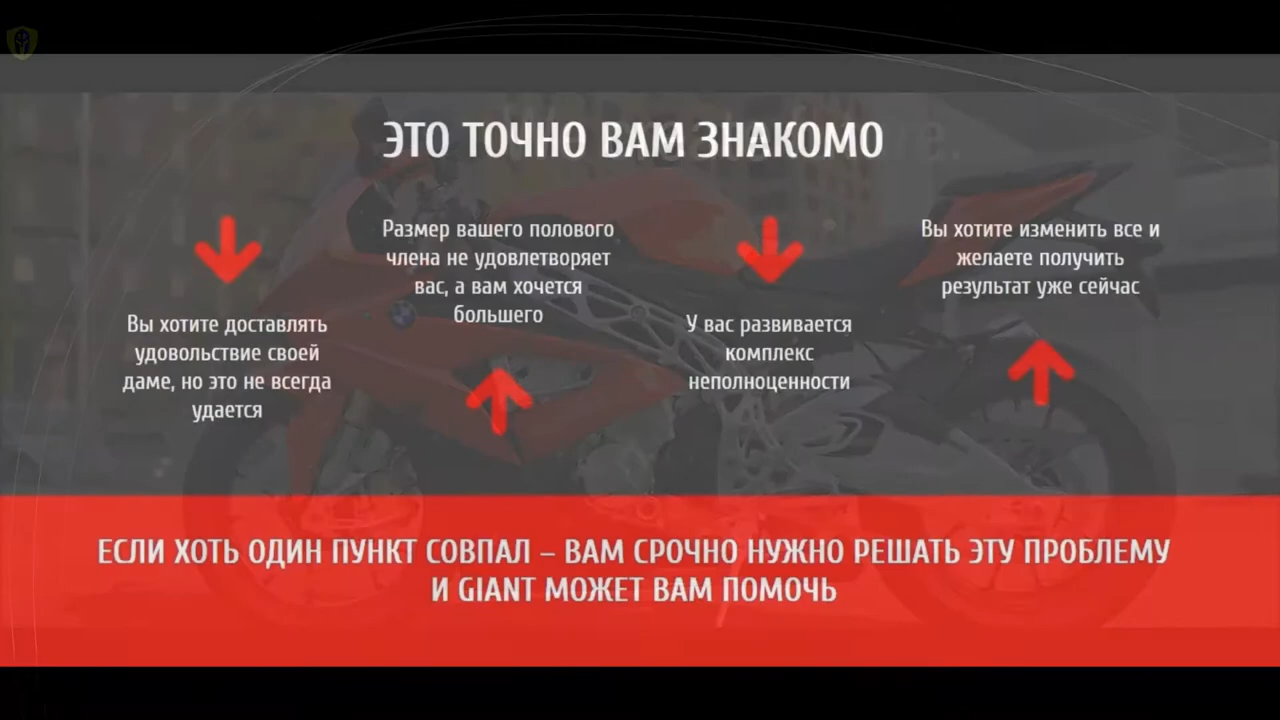 ЭТО ТОЧНО ВАМ ЗНАКОМО
Вы хотите доставлять
удовольствие своей
даме, но это не всегда
удается
Размер вашего полового
члена не удовлетворяет
вас, а вам хочется
большего
У вас развивается
комплекс
неполноценности
Вы хотите изменить все и
желаете получить
результат уже сейчас
ЕСЛИ ХОТЬ ОДИН ПУНКТ СОВПАЛ – ВАМ СРОЧНО НУЖНО РЕШАТЬ ЭТУ ПРОБЛЕМУ
И GIANT МОЖЕТ ВАМ ПОМОЧЬ